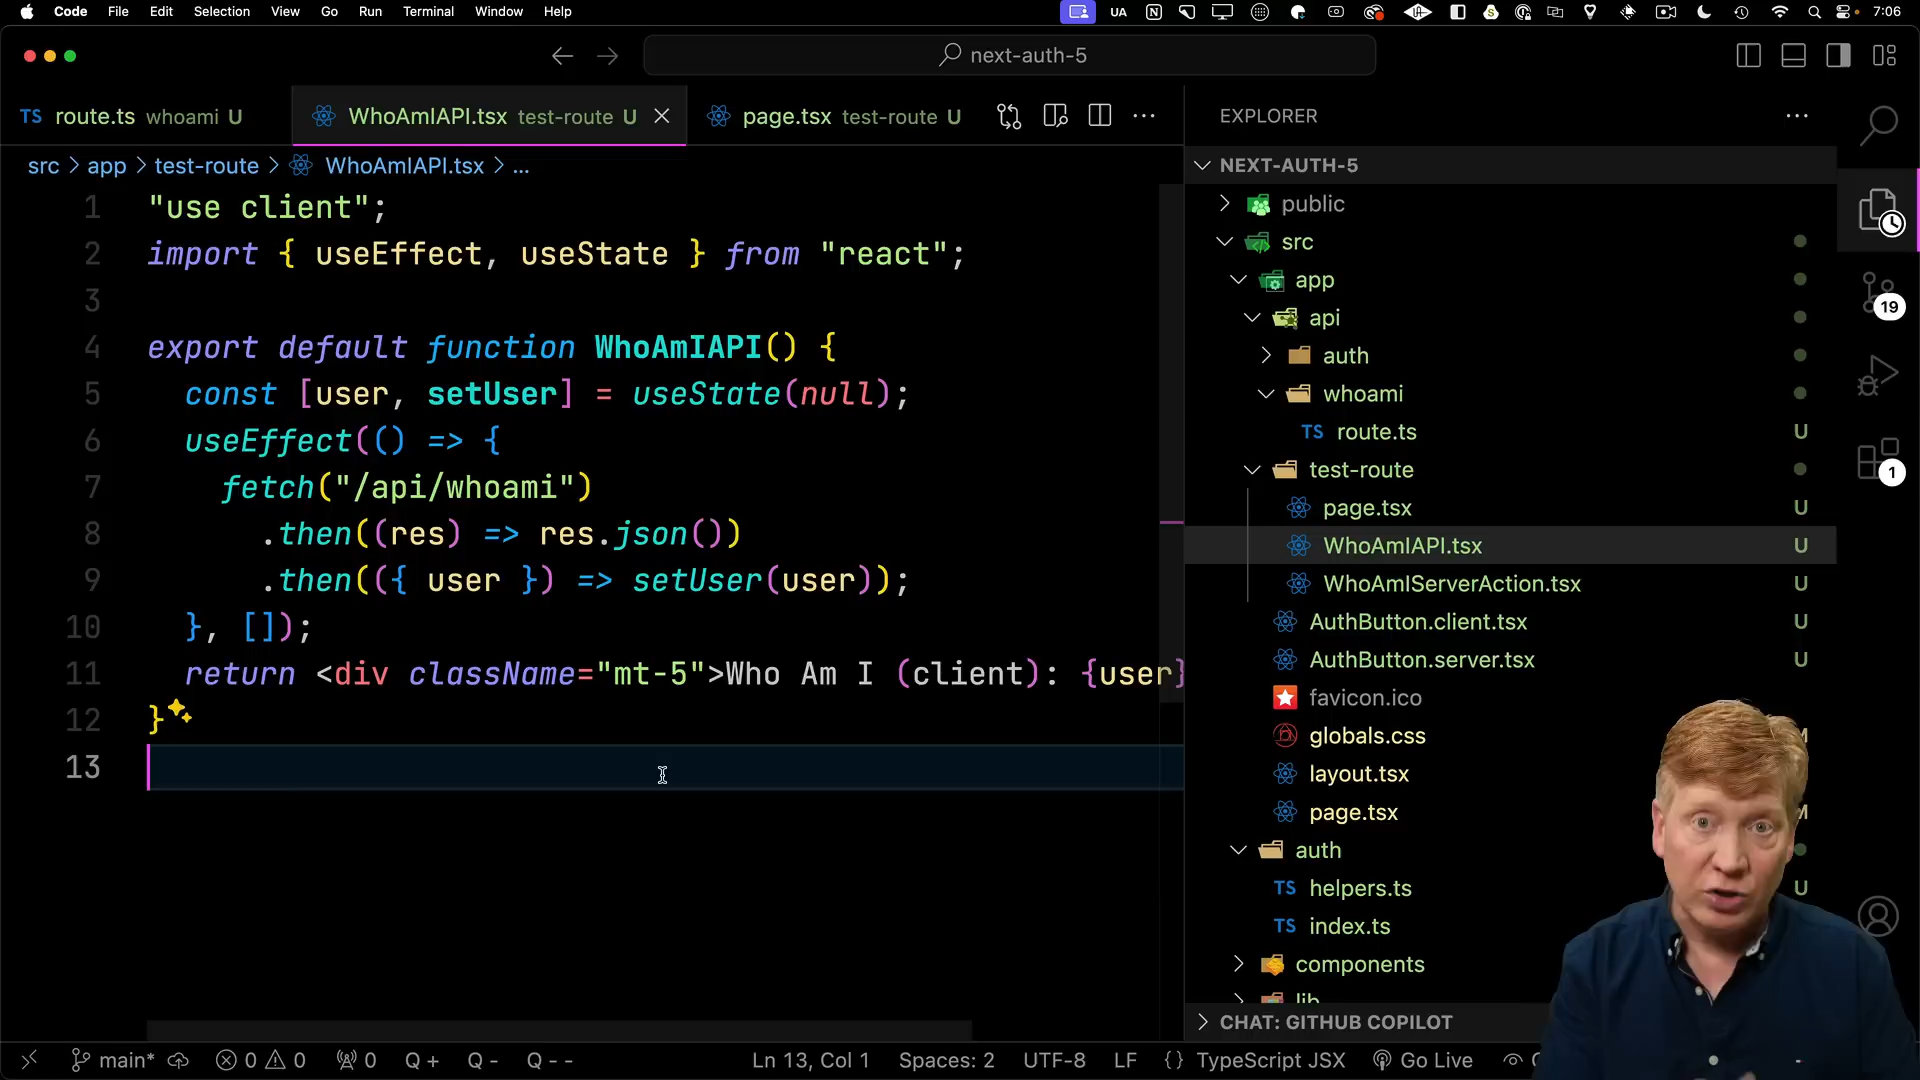 Code File Edit Selection View Go Run Terminal Window Help UA 7:06
next-auth-5
TS route.ts whoami U
WhoAmIAPI.tsx test-route U
page.tsx test-route U
src > app > test-route > WhoAmIAPI.tsx > ...
1 "use client";
2 import { useEffect, useState } from "react";
3
4 export default function WhoAmIAPI() {
5 const [user, setUser] = useState(null);
6 useEffect(() => {
7 fetch("/api/whoami")
8 .then((res) => res.json())
9 .then(({ user }) => setUser(user));
10 }, []);
11 return <div className="mt-5">Who Am I (client): {user}
12 }
13
EXPLORER
NEXT-AUTH-5
public
src
app
api
auth
whoami
TS route.ts U
test-route
page.tsx U
WhoAmIAPI.tsx U
WhoAmIServerAction.tsx U
AuthButton.client.tsx U
AuthButton.server.tsx U
favicon.ico
globals.css
layout.tsx
page.tsx
auth
TS helpers.ts U
TS index.ts
components
lib
CHAT: GITHUB COPILOT
19
1
main* 0 0 0 Q + Q - Q - - Ln 13, Col 1 Spaces: 2 UTF-8 LF {} TypeScript JSX Go Live